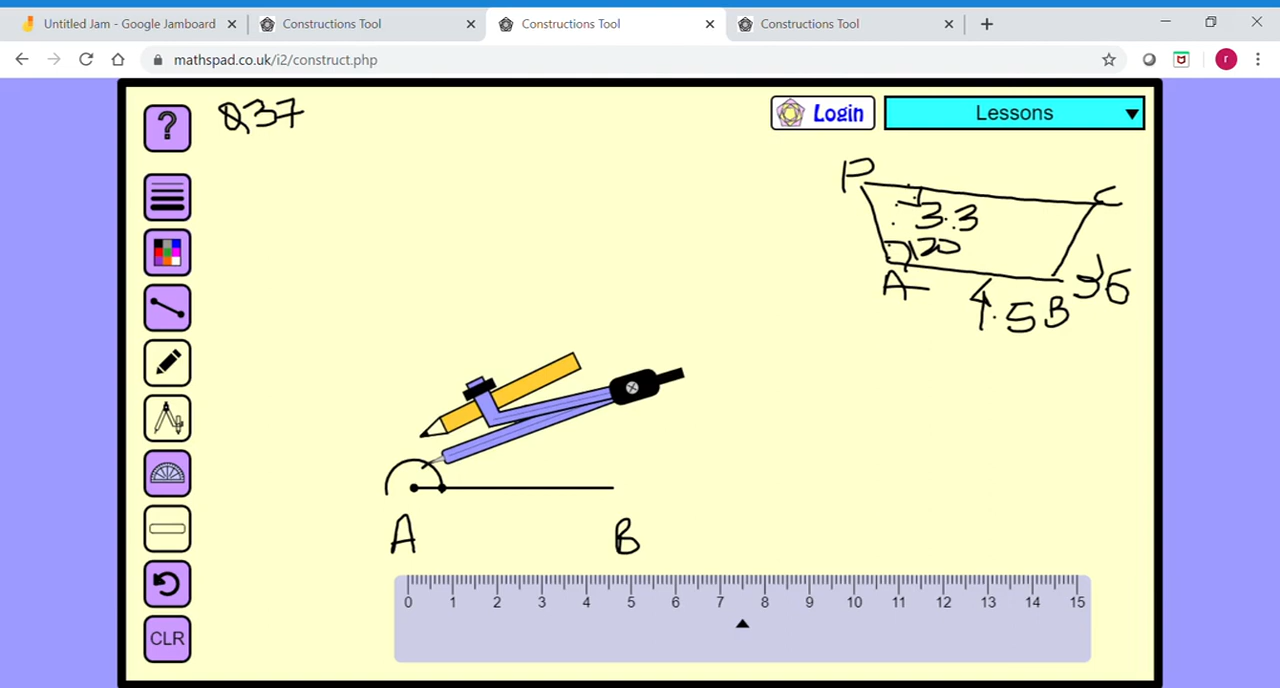 Untitled Jam - Google Jamboard
Constructions Tool
Constructions Tool
Constructions Tool
mathspad.co.uk/i2/construct.php
r
?
Q37
Login
Lessons
P
C
3.3
120
A
4.5 B
3.6
A
B
0 1 2 3 4 5 6 7 8 9 10 11 12 13 14 15
CLR